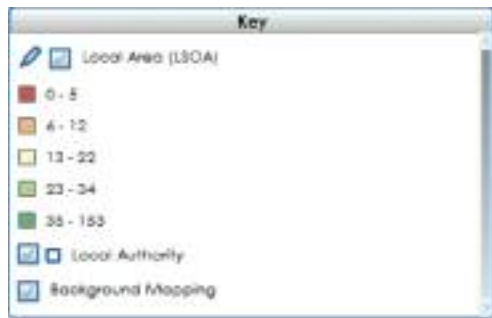 Key
Local Area (LSOA)
0 - 5
6 - 12
13 - 22
23 - 34
35 - 153
Local Authority
Background Mapping